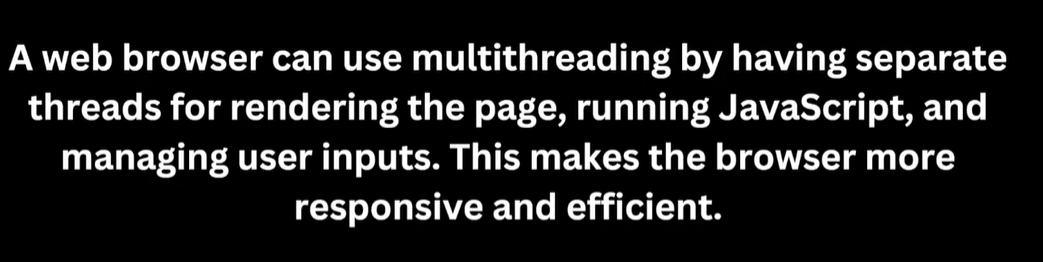 A web browser can use multithreading by having separate
threads for rendering the page, running JavaScript, and
managing user inputs. This makes the browser more
responsive and efficient.